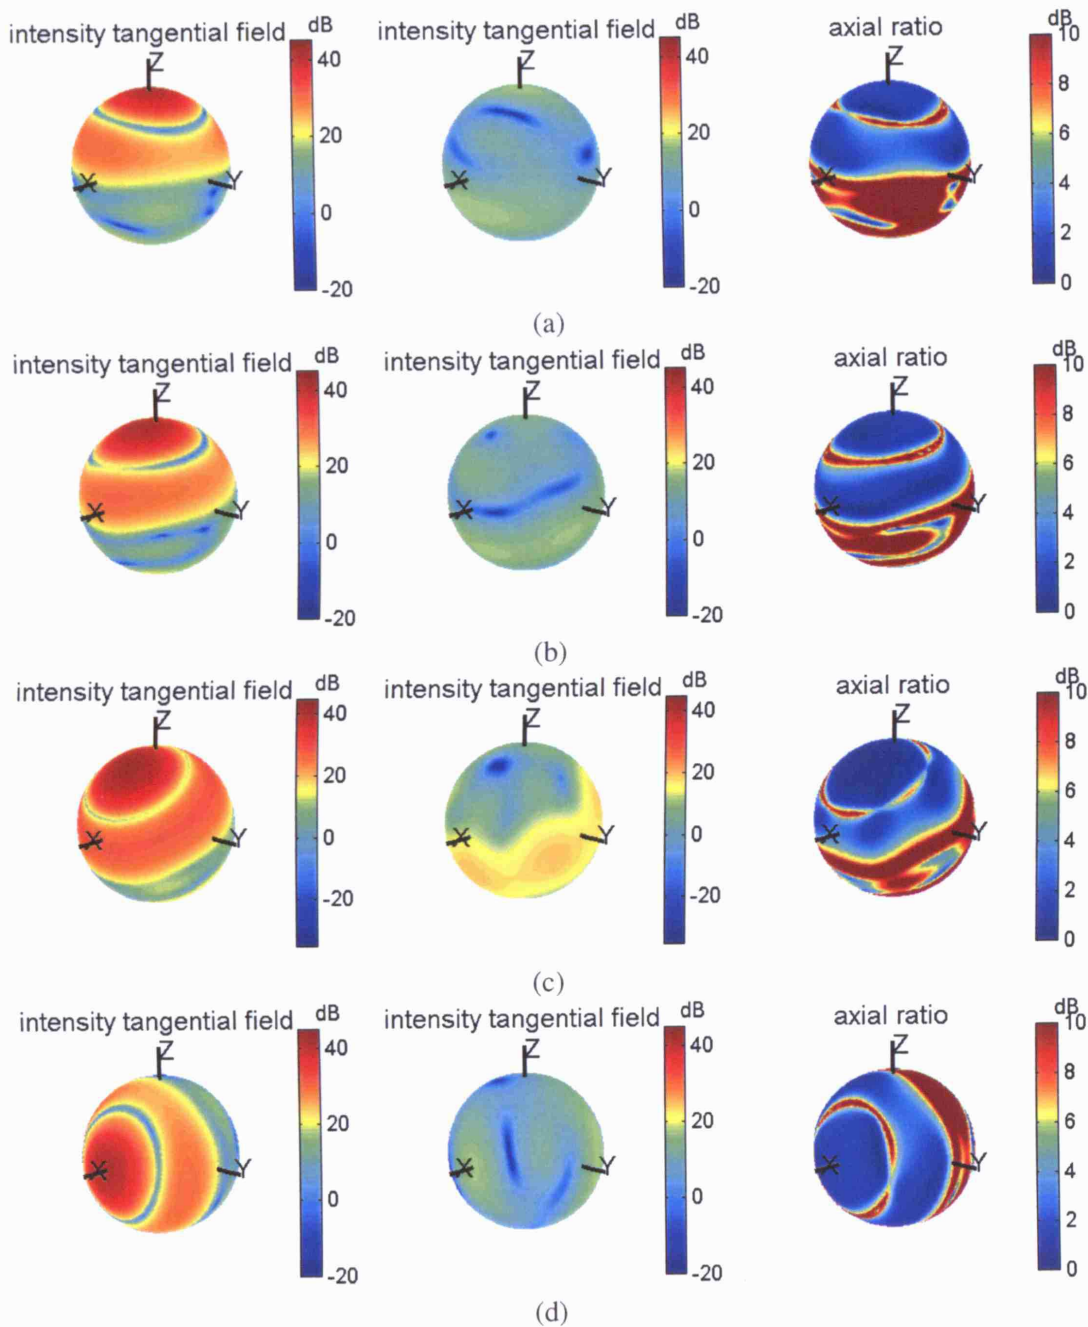 intensity tangential field dB intensity tangential field dB axial ratio dB
Z 40 Z 40 Z 10
20 20 8
X Y 0 X Y 0 X Y 6
4
2
-20 -20 0
(a)
intensity tangential field dB intensity tangential field dB axial ratio dB
Z 40 Z 40 Z 10
20 20 8
X Y 0 X Y 0 X Y 6
4
2
-20 -20 0
(b)
intensity tangential field dB intensity tangential field dB axial ratio dB
Z 40 Z 40 Z 10
20 20 8
X Y 0 X Y 0 X Y 6
4
-20 -20 2
0
(c)
intensity tangential field dB intensity tangential field dB axial ratio dB
Z 40 Z 40 Z 10
20 20 8
X Y 0 X Y 0 X Y 6
4
2
-20 -20 0
(d)